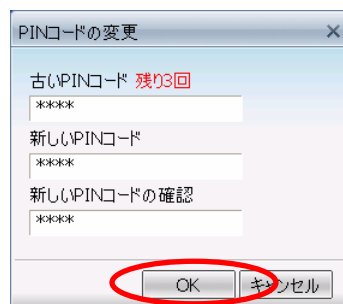 PINコードの変更
古いPINコード 残り3回
****
新しいPINコード
****
新しいPINコードの確認
****
OK キャンセル